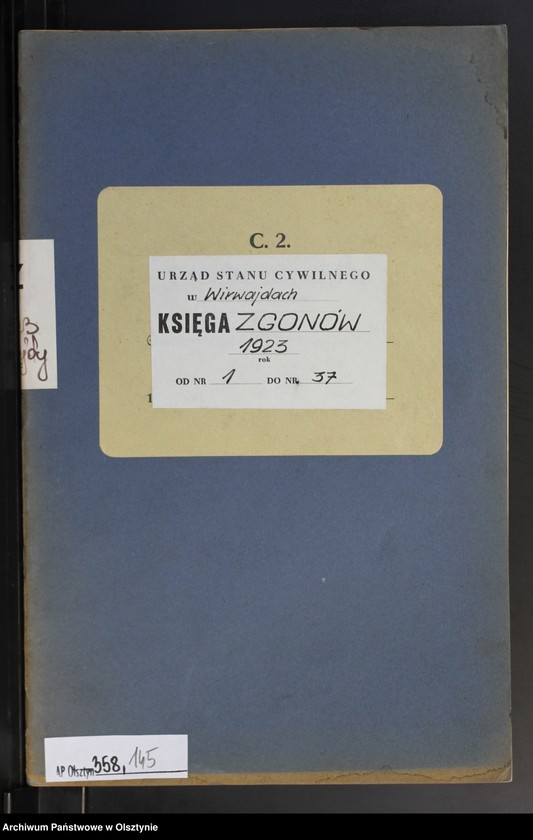 C. 2.
URZĄD STANU CYWILNEGO
w Wirwajdach
KSIĘGA ZGONÓW
1923
rok
OD NR 1 DO NR. 37
AP Olsztyn 358, 145
Archiwum Państwowe w Olsztynie